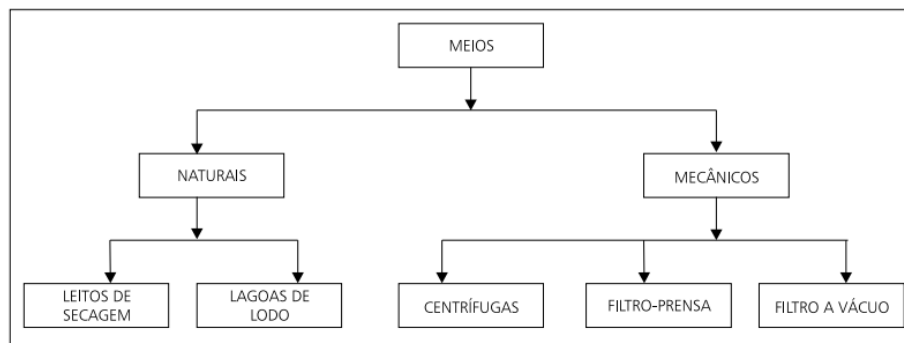 MEIOS
NATURAIS
MECÂNICOS
LEITOS DE
SECAGEM
LAGOAS DE
LODO
CENTRÍFUGAS
FILTRO-PRENSA
FILTRO A VÁCUO